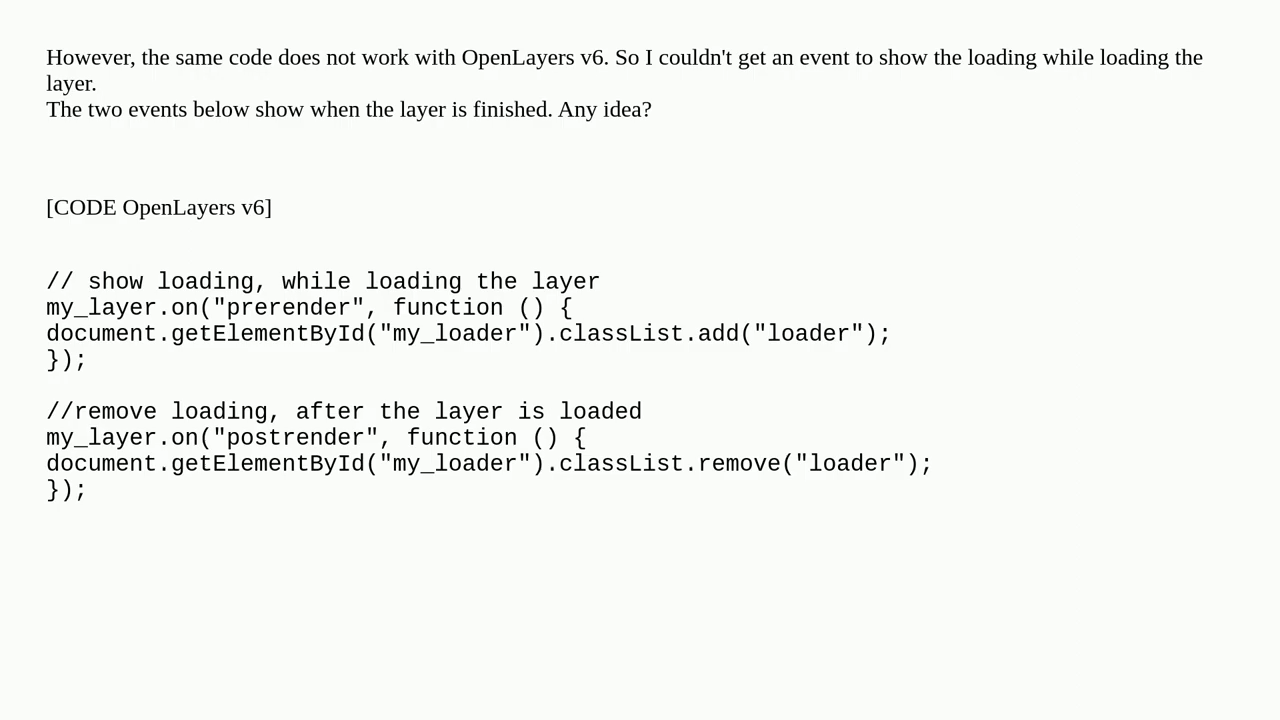 However, the same code does not work with OpenLayers v6. So I couldn't get an event to show the loading while loading the
layer.
The two events below show when the layer is finished. Any idea?
[CODE OpenLayers v6]
// show loading, while loading the layer
my_layer.on("prerender", function () {
document.getElementById("my_loader").classList.add("loader");
});
//remove loading, after the layer is loaded
my_layer.on("postrender", function () {
document.getElementById("my_loader").classList.remove("loader");
});